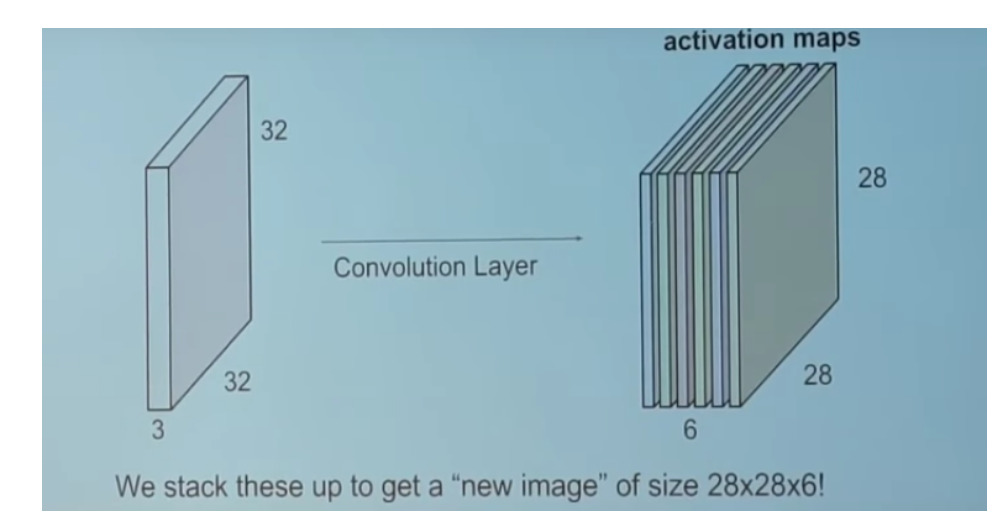 activation maps
32
28
Convolution Layer
32
28
3
6
We stack these up to get a “new image” of size 28x28x6!